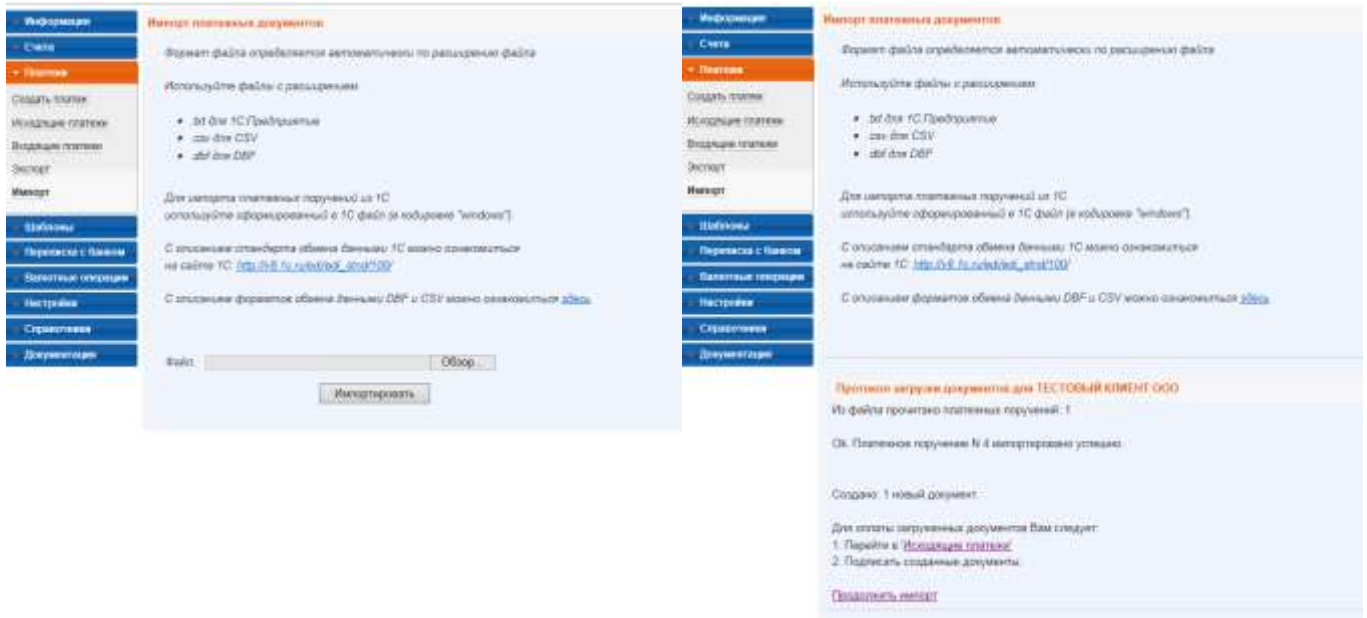 Информация
Счета
Платежи
Создать платеж
Исходящие платежи
Входящие платежи
Экспорт
Импорт
Шаблоны
Переписка с банком
Валютные операции
Настройки
Справочники
Документация
Импорт платежных документов
Формат файла определяется автоматически по расширению файла
Используйте файлы с расширением:
.txt для 1С:Предприятие
.csv для CSV
.dbf для DBF
Для импорта платежных поручений из 1С
используйте сформированный в 1С файл (в кодировке "windows").
С описанием стандарта обмена данными 1С можно ознакомиться
на сайте 1С:
С описанием форматов обмена данными DBF и CSV можно ознакомиться здесь
Файл:
Обзор...
Импортировать
Информация
Счета
Платежи
Создать платеж
Исходящие платежи
Входящие платежи
Экспорт
Импорт
Шаблоны
Переписка с банком
Валютные операции
Настройки
Справочники
Документация
Импорт платежных документов
Формат файла определяется автоматически по расширению файла
Используйте файлы с расширением:
.txt для 1С:Предприятие
.csv для CSV
.dbf для DBF
Для импорта платежных поручений из 1С
используйте сформированный в 1С файл (в кодировке "windows").
С описанием стандарта обмена данными 1С можно ознакомиться
на сайте 1С:
С описанием форматов обмена данными DBF и CSV можно ознакомиться здесь
Протокол загрузки документов для ТЕСТОВЫЙ КЛИЕНТ ООО
Из файла прочитано платежных поручений: 1
Ok. Платежное поручение N 4 импортировано успешно.
Создано: 1 новый документ.
Для оплаты загруженных документов Вам следует:
1. Перейти в 'Исходящие платежи'
2. Подписать созданные документы.
Продолжить импорт